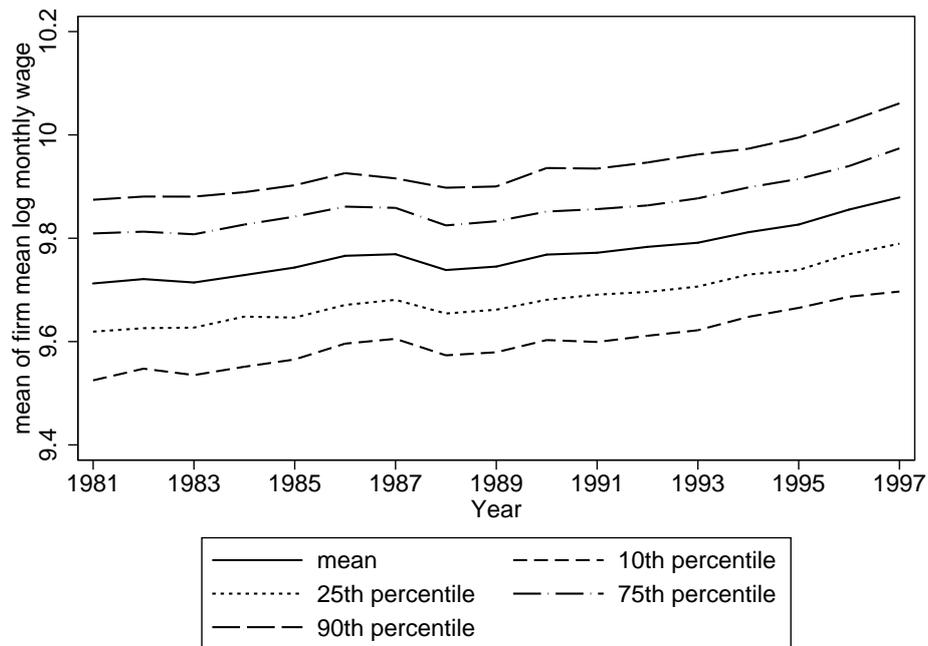 mean of firm mean log monthly wage
10.2
10
9.8
9.6
9.4
1981 1983 1985 1987 1989 1991 1993 1995 1997
Year
mean 10th percentile
25th percentile 75th percentile
90th percentile